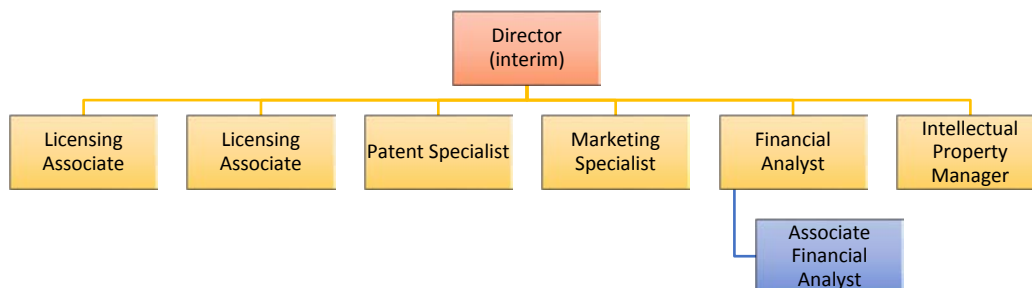 Director
(interim)
Licensing
Associate
Licensing
Associate
Patent Specialist
Marketing
Specialist
Financial
Analyst
Intellectual
Property
Manager
Associate
Financial
Analyst